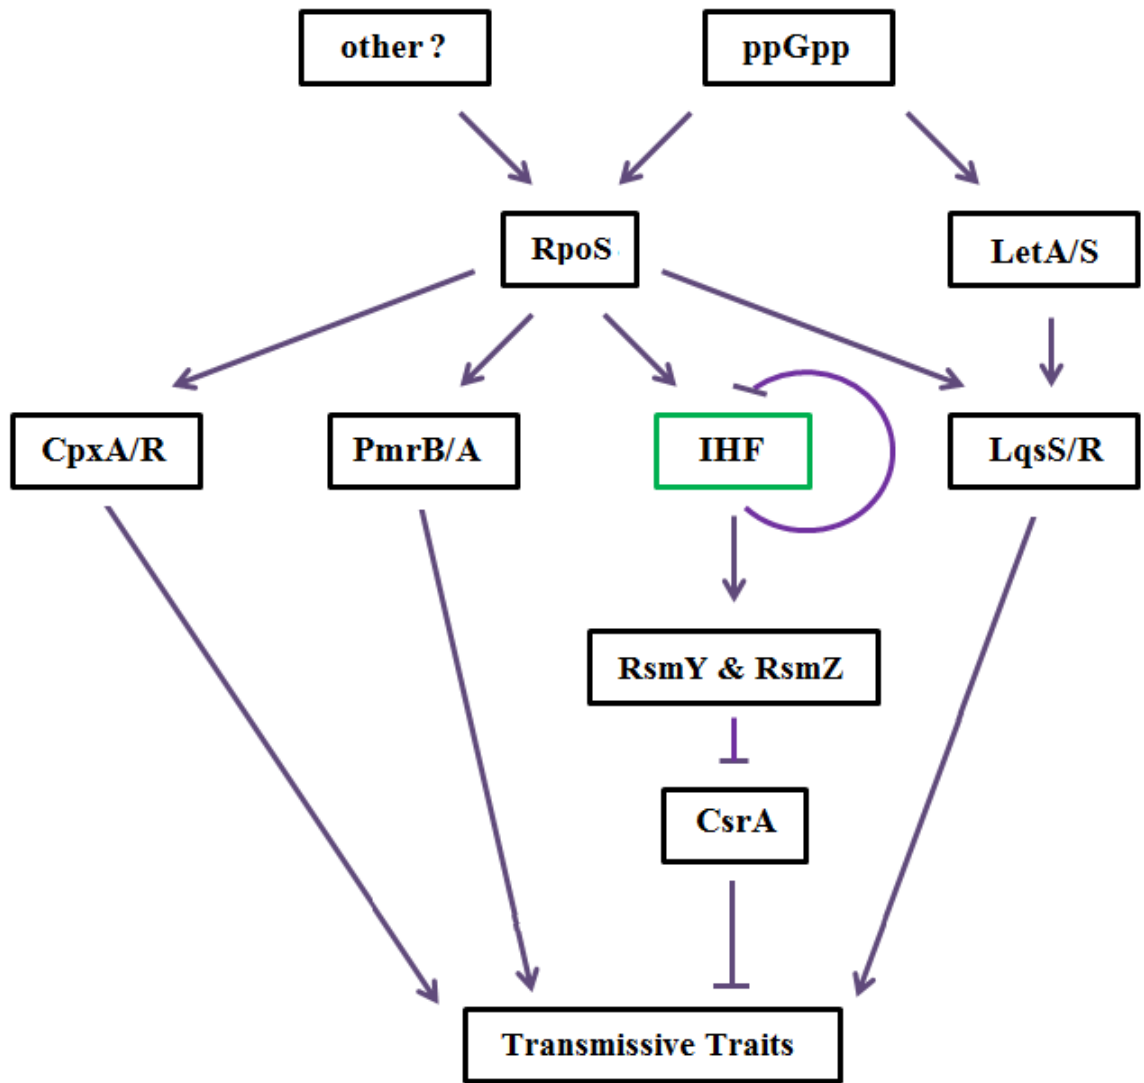 other ?
ppGpp
RpoS
LetA/S
CpxA/R
PmrB/A
IHF
LqsS/R
RsmY & RsmZ
CsrA
Transmissive Traits